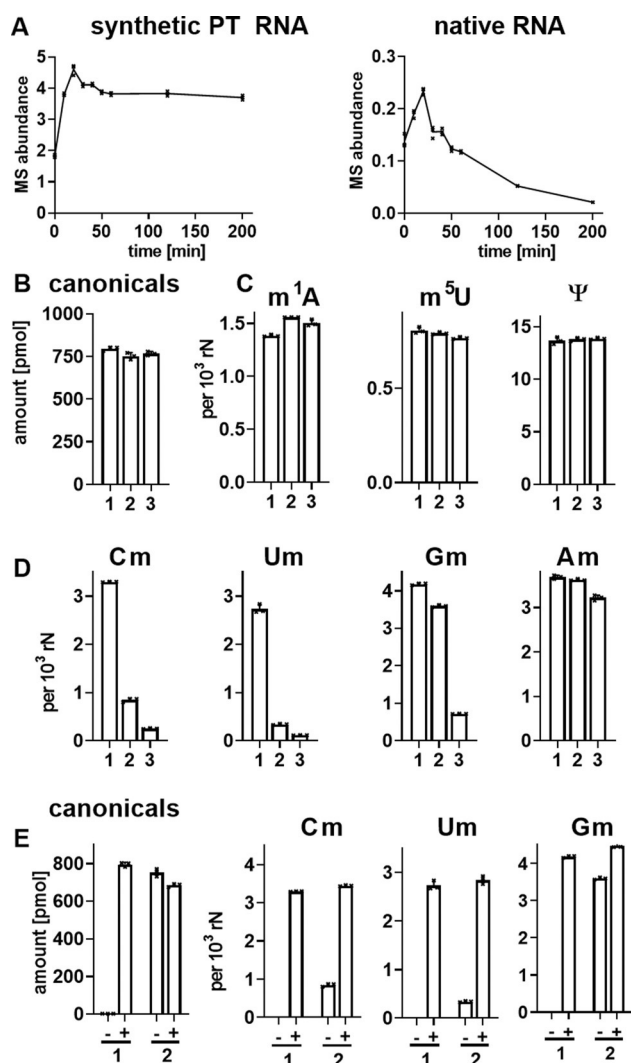 A
synthetic PT RNA
native RNA
MS abundance
5
4
3
2
1
0
0 50 100 150 200
time [min]
MS abundance
0.3
0.2
0.1
0.0
0 50 100 150 200
time [min]
B
canonicals
amount [pmol]
1000
750
500
250
0
1 2 3
C
m¹A
per 10³ rN
1.5
1.0
0.5
0.0
1 2 3
m⁵U
0.5
0.0
1 2 3
Ψ
15
10
5
0
1 2 3
D
Cm
per 10³ rN
3
2
1
0
1 2 3
Um
3
2
1
0
1 2 3
Gm
4
3
2
1
0
1 2 3
Am
3
2
1
0
1 2 3
E
canonicals
amount [pmol]
800
600
400
200
0
- + - +
1 2
Cm
per 10³ rN
4
3
2
1
0
- + - +
1 2
Um
3
2
1
0
- + - +
1 2
Gm
4
3
2
1
0
- + - +
1 2